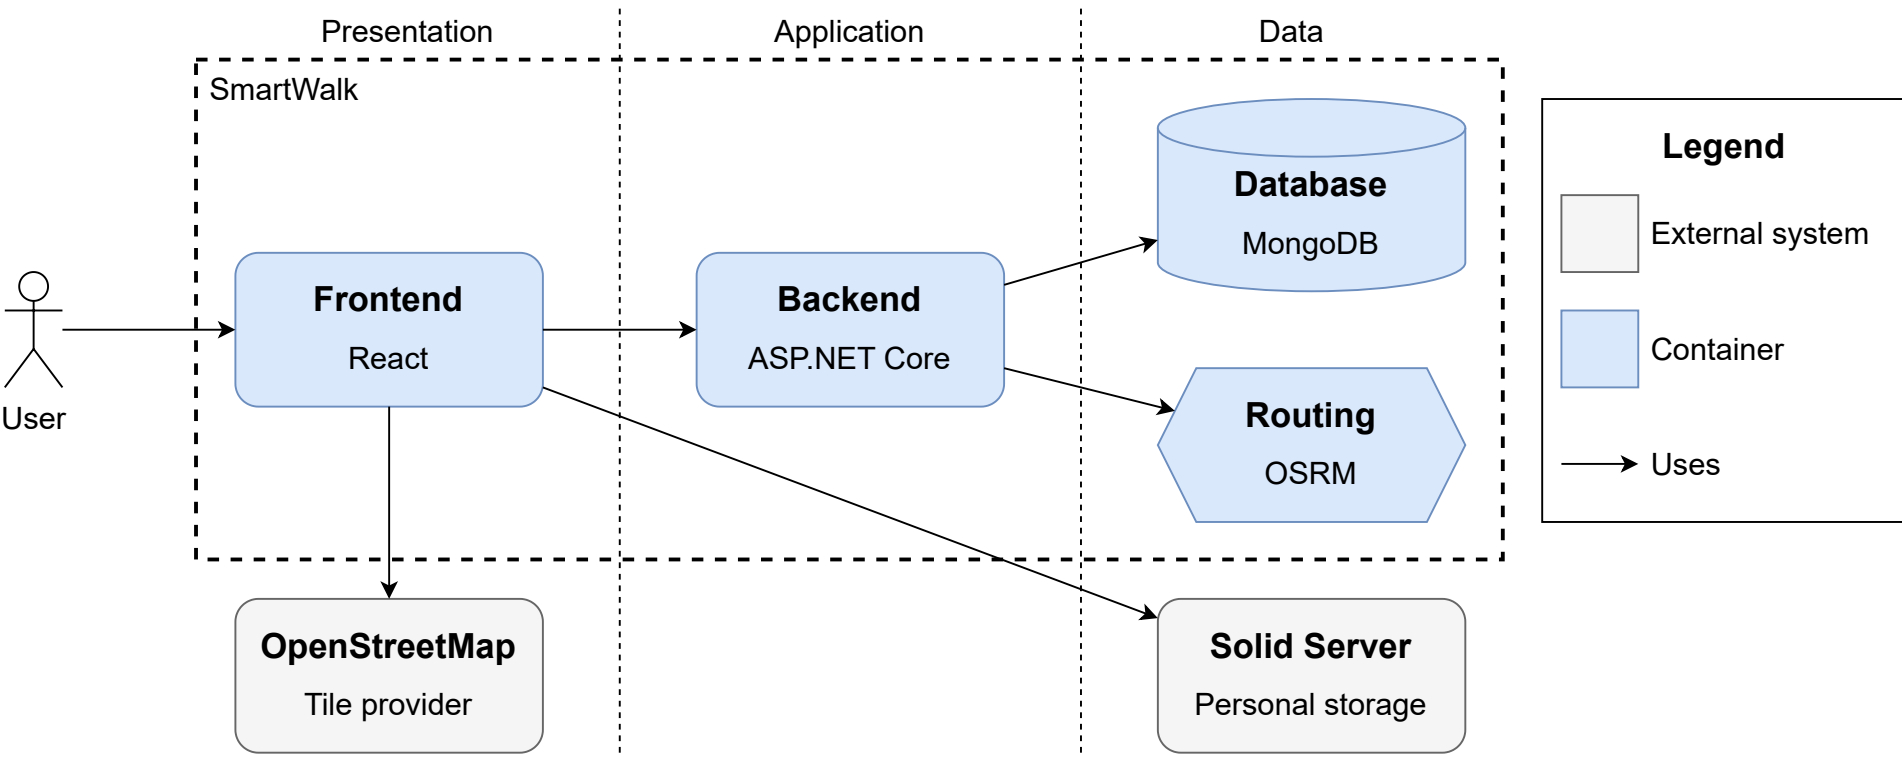 Presentation
Application
Data
SmartWalk
Legend
Database
MongoDB
External system
Frontend
React
Backend
ASP.NET Core
Container
User
Routing
OSRM
Uses
OpenStreetMap
Tile provider
Solid Server
Personal storage